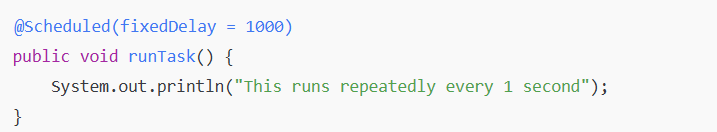 @Scheduled(fixedDelay = 1000)
public void runTask() {
    System.out.println("This runs repeatedly every 1 second");
}